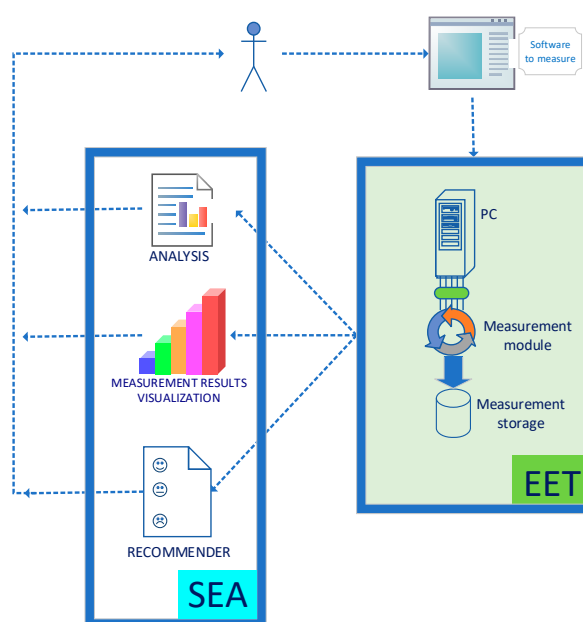 Software
to measure
PC
ANALYSIS
Measurement
module
MEASUREMENT RESULTS
VISUALIZATION
Measurement
storage
EET
RECOMMENDER
SEA